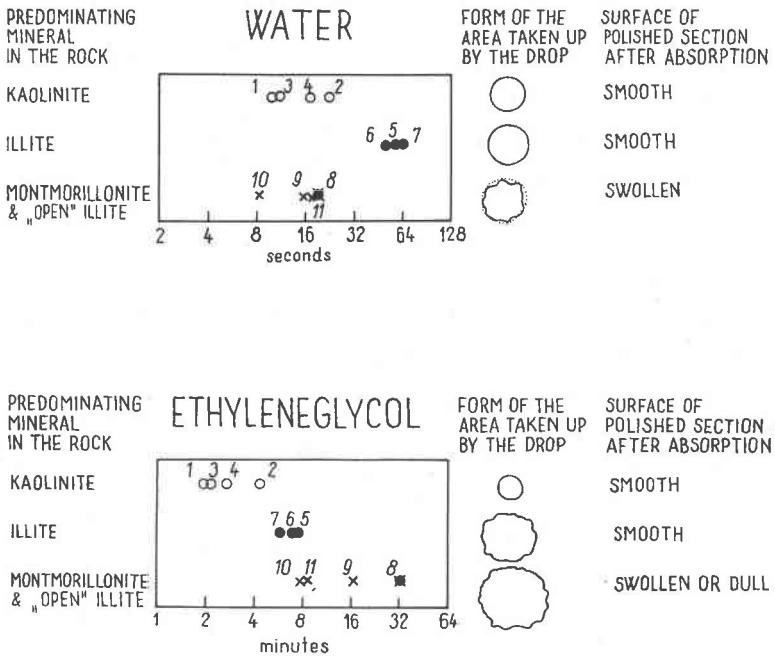 PREDOMINATING
MINERAL
IN THE ROCK
WATER
FORM OF THE
AREA TAKEN UP
BY THE DROP
SURFACE OF
POLISHED SECTION
AFTER ABSORPTION
KAOLINITE
1 3 4 2
SMOOTH
ILLITE
6 5 7
SMOOTH
MONTMORILLONITE
& „OPEN" ILLITE
10 9 8
11
SWOLLEN
2 4 8 16 32 64 128
seconds
PREDOMINATING
MINERAL
IN THE ROCK
ETHYLENEGLYCOL
FORM OF THE
AREA TAKEN UP
BY THE DROP
SURFACE OF
POLISHED SECTION
AFTER ABSORPTION
KAOLINITE
1 3 4 2
SMOOTH
ILLITE
7 6 5
SMOOTH
MONTMORILLONITE
& „OPEN" ILLITE
10 11 9 8
SWOLLEN OR DULL
1 2 4 8 16 32 64
minutes